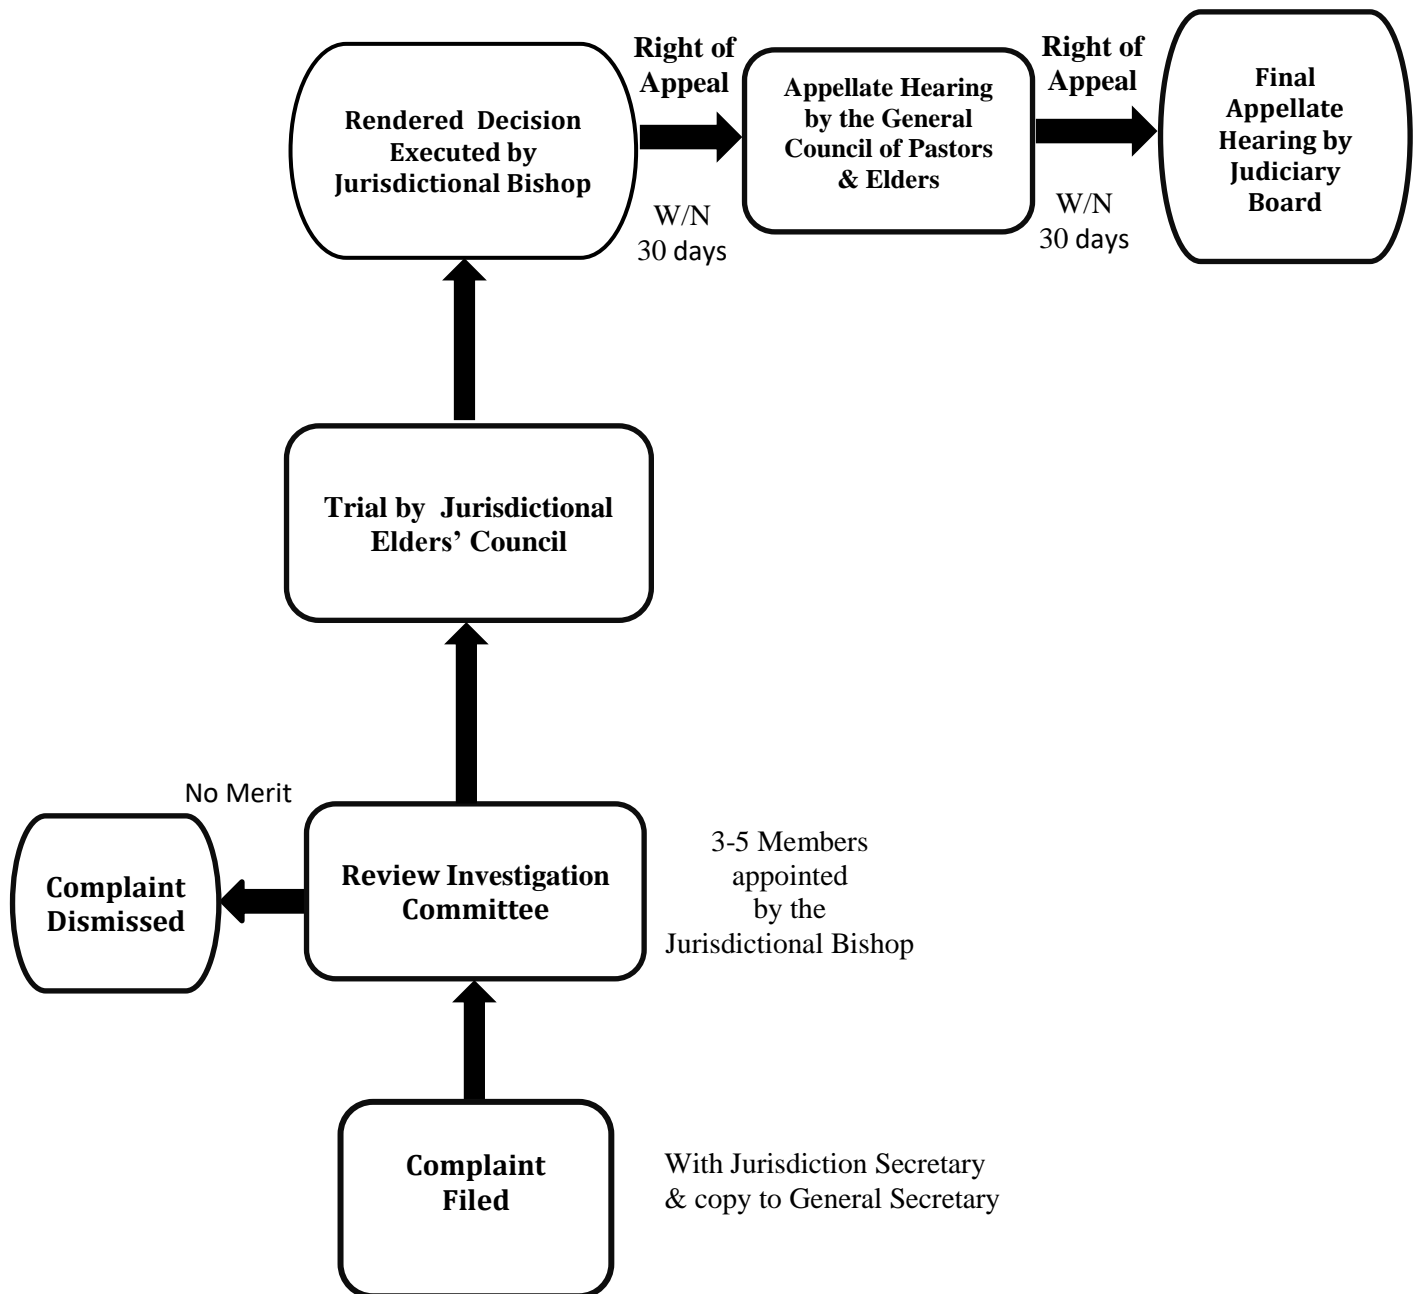 Rendered Decision
Executed by
Jurisdictional Bishop
Right of
Appeal
W/N
30 days
Appellate Hearing
by the General
Council of Pastors
& Elders
Right of
Appeal
W/N
30 days
Final
Appellate
Hearing by
Judiciary
Board
Trial by Jurisdictional
Elders’ Council
No Merit
Complaint
Dismissed
Review Investigation
Committee
3-5 Members
appointed
by the
Jurisdictional Bishop
Complaint
Filed
With Jurisdiction Secretary
& copy to General Secretary